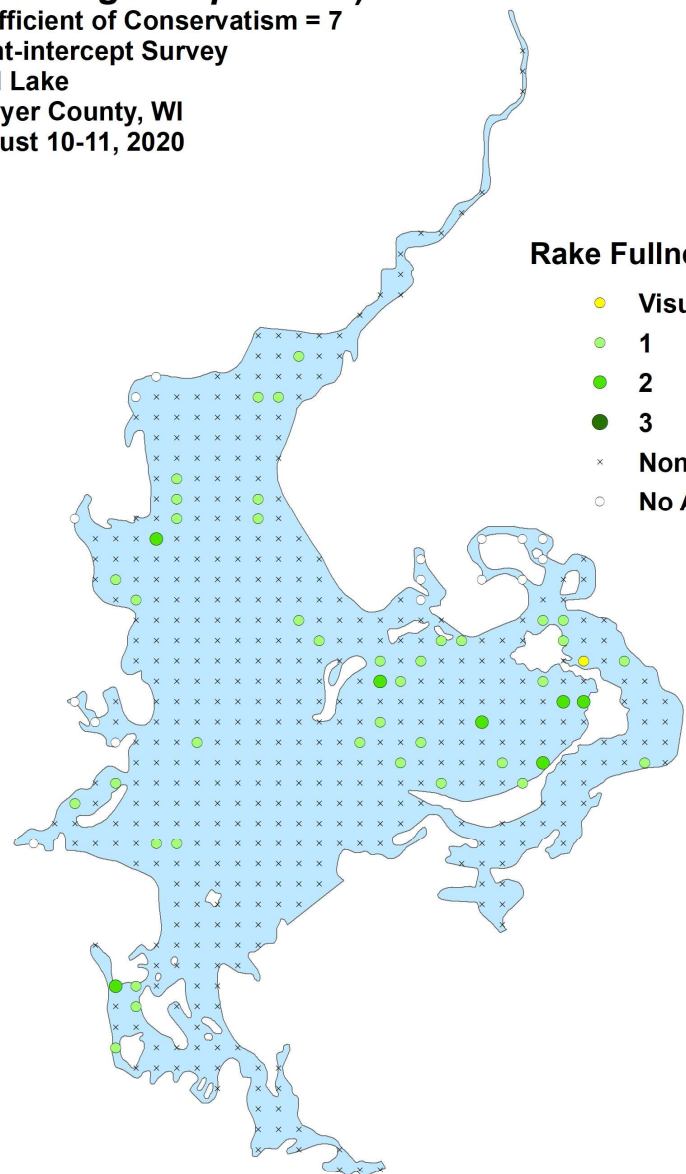 fficient of Conservatism = 7
nt-intercept Survey
Lake
yer County, WI
ust 10-11, 2020
Rake Fullne
Visu
1
2
3
Non
No A